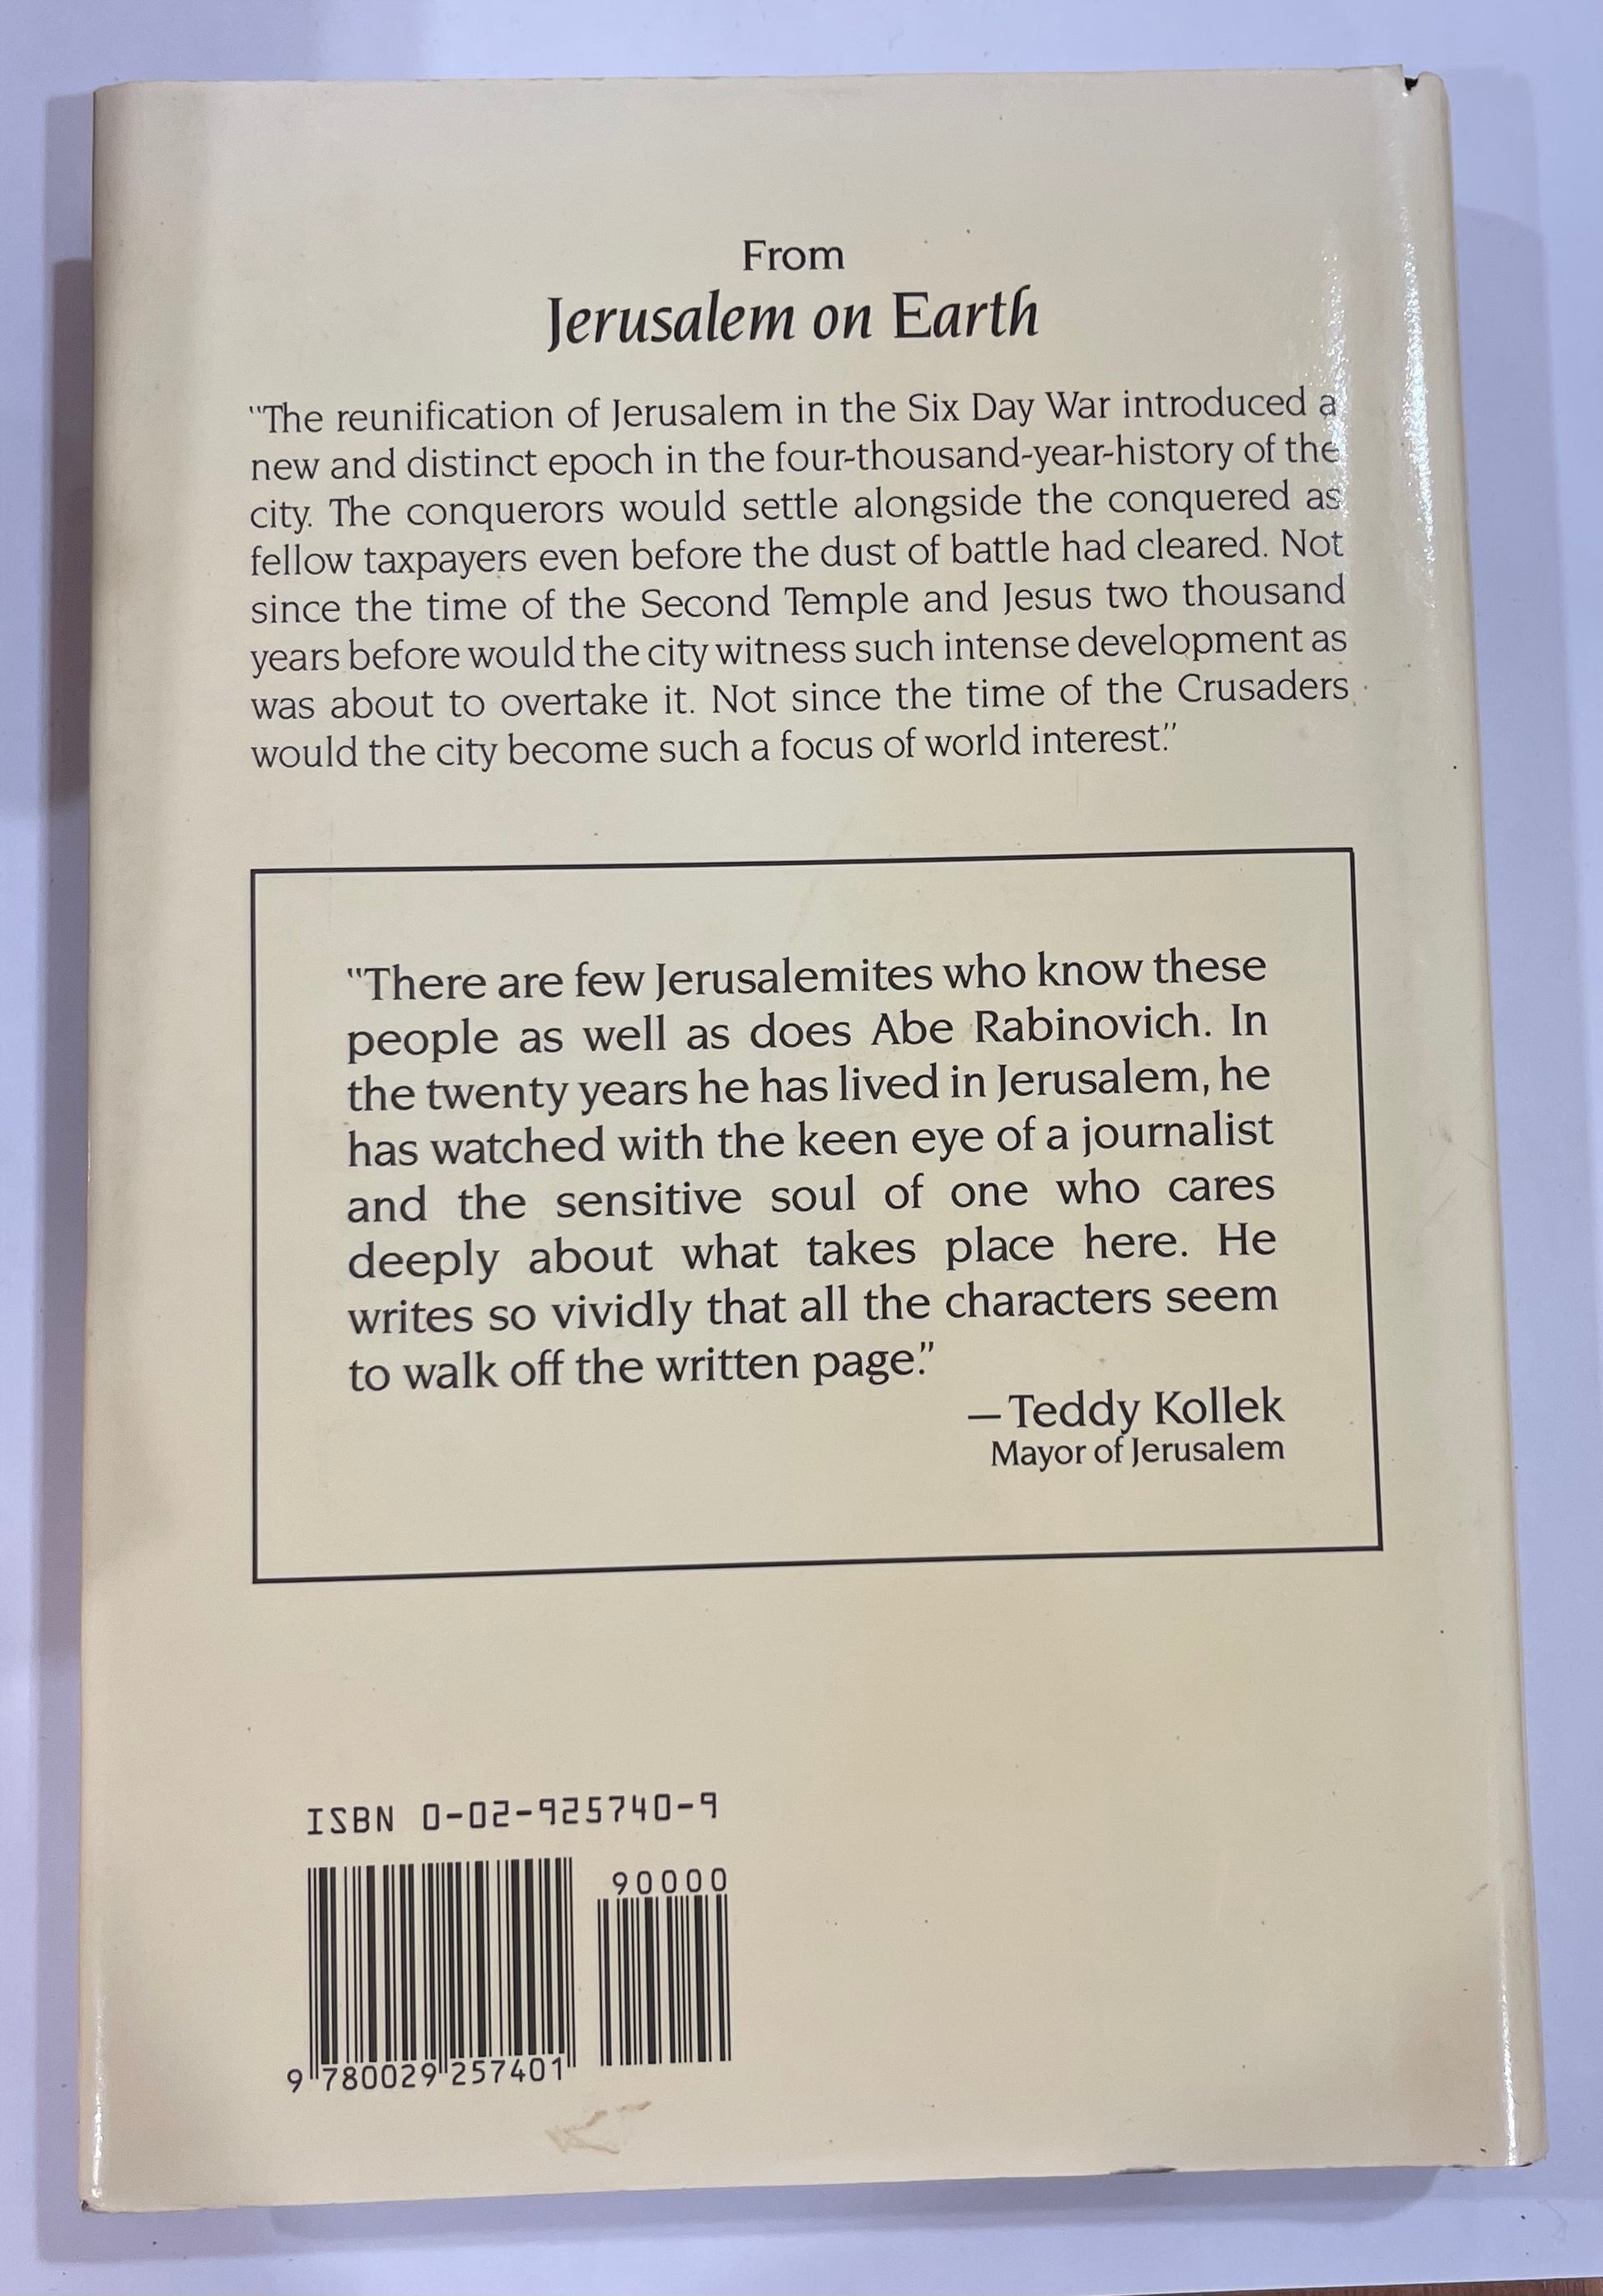 From
Jerusalem on Earth
"The reunification of Jerusalem in the Six Day War introduced a
new and distinct epoch in the four-thousand-year-history of the
city. The conquerors would settle alongside the conquered as
fellow taxpayers even before the dust of battle had cleared. Not
since the time of the Second Temple and Jesus two thousand
years before would the city witness such intense development as
was about to overtake it. Not since the time of the Crusaders
would the city become such a focus of world interest."
"There are few Jerusalemites who know these
people as well as does Abe Rabinovich. In
the twenty years he has lived in Jerusalem, he
has watched with the keen eye of a journalist
and the sensitive soul of one who cares
deeply about what takes place here. He
writes so vividly that all the characters seem
to walk off the written page."
—Teddy Kollek
Mayor of Jerusalem
ISBN 0-02-925740-9
90000
9 780029 257401